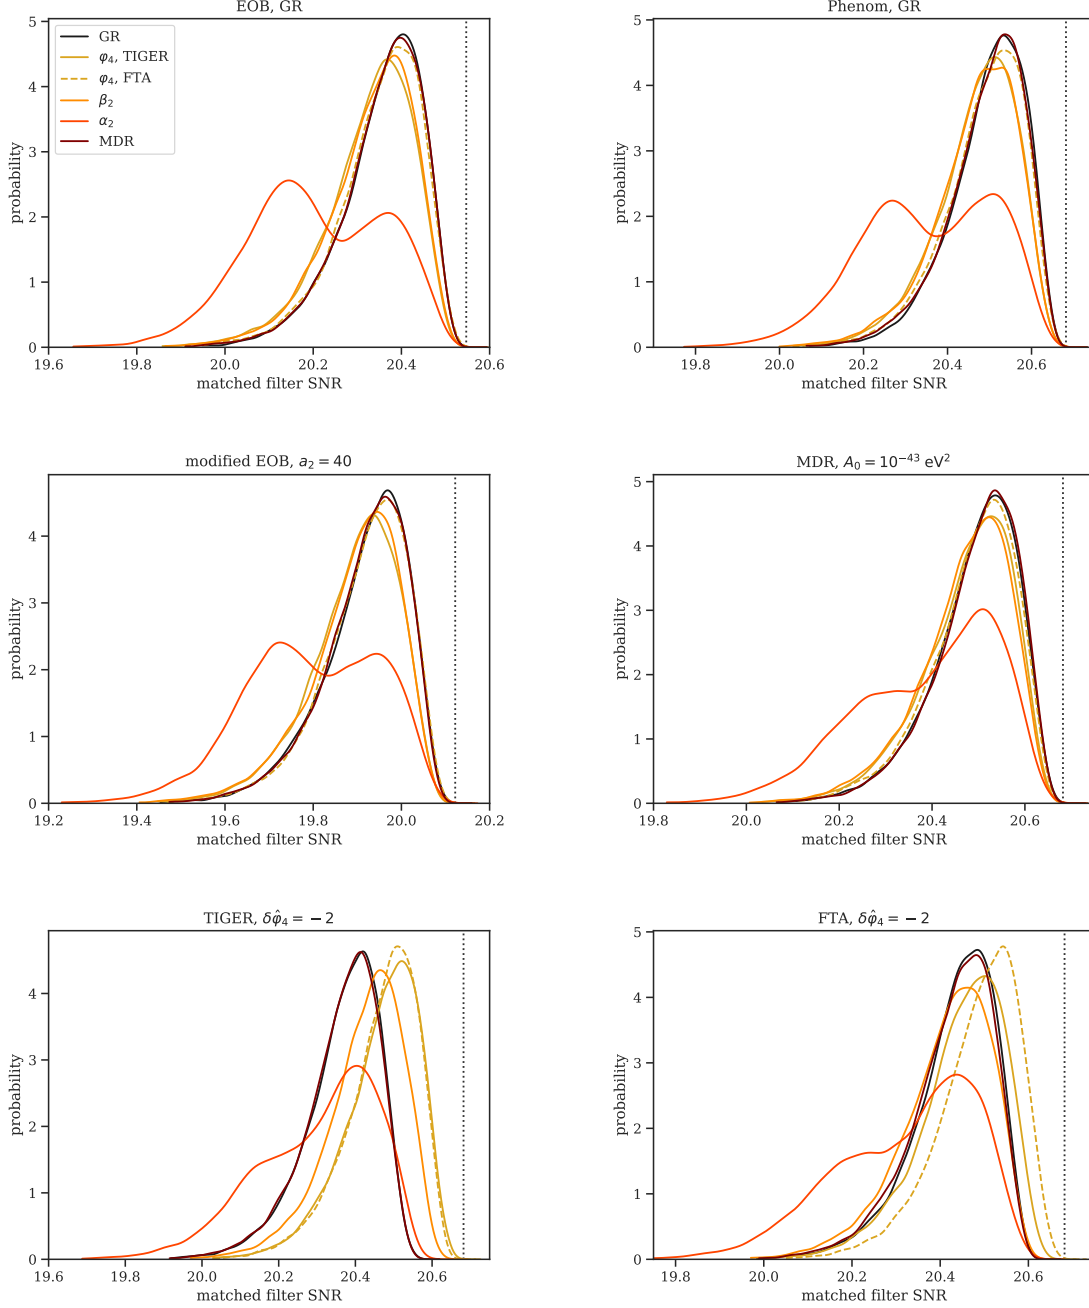 EOB, GR
GR
φ₄, TIGER
φ₄, FTA
β₂
α₂
MDR
probability
5
4
3
2
1
0
19.6 19.8 20.0 20.2 20.4 20.6
matched filter SNR
Phenom, GR
probability
5
4
3
2
1
0
19.8 20.0 20.2 20.4 20.6
matched filter SNR
modified EOB, a₂ = 40
probability
4
3
2
1
0
19.2 19.4 19.6 19.8 20.0 20.2
matched filter SNR
MDR, A₀ = 10⁻⁴³ eV²
probability
5
4
3
2
1
0
19.8 20.0 20.2 20.4 20.6
matched filter SNR
TIGER, δφ̂₄ = −2
probability
4
3
2
1
0
19.6 19.8 20.0 20.2 20.4 20.6
matched filter SNR
FTA, δφ̂₄ = −2
probability
5
4
3
2
1
0
19.8 20.0 20.2 20.4 20.6
matched filter SNR